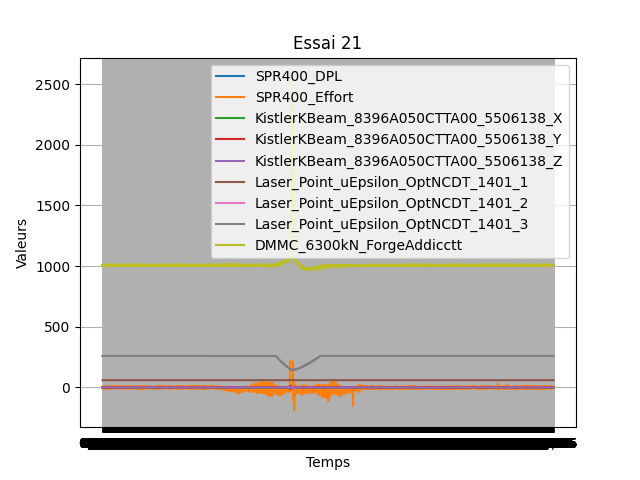 Essai 21
SPR400_DPL
SPR400_Effort
KistlerKBeam_8396A050CTTA00_5506138_X
KistlerKBeam_8396A050CTTA00_5506138_Y
KistlerKBeam_8396A050CTTA00_5506138_Z
Laser_Point_uEpsilon_OptNCDT_1401_1
Laser_Point_uEpsilon_OptNCDT_1401_2
Laser_Point_uEpsilon_OptNCDT_1401_3
DMMC_6300kN_ForgeAddicctt
2500
2000
1500
1000
500
0
Valeurs
Temps